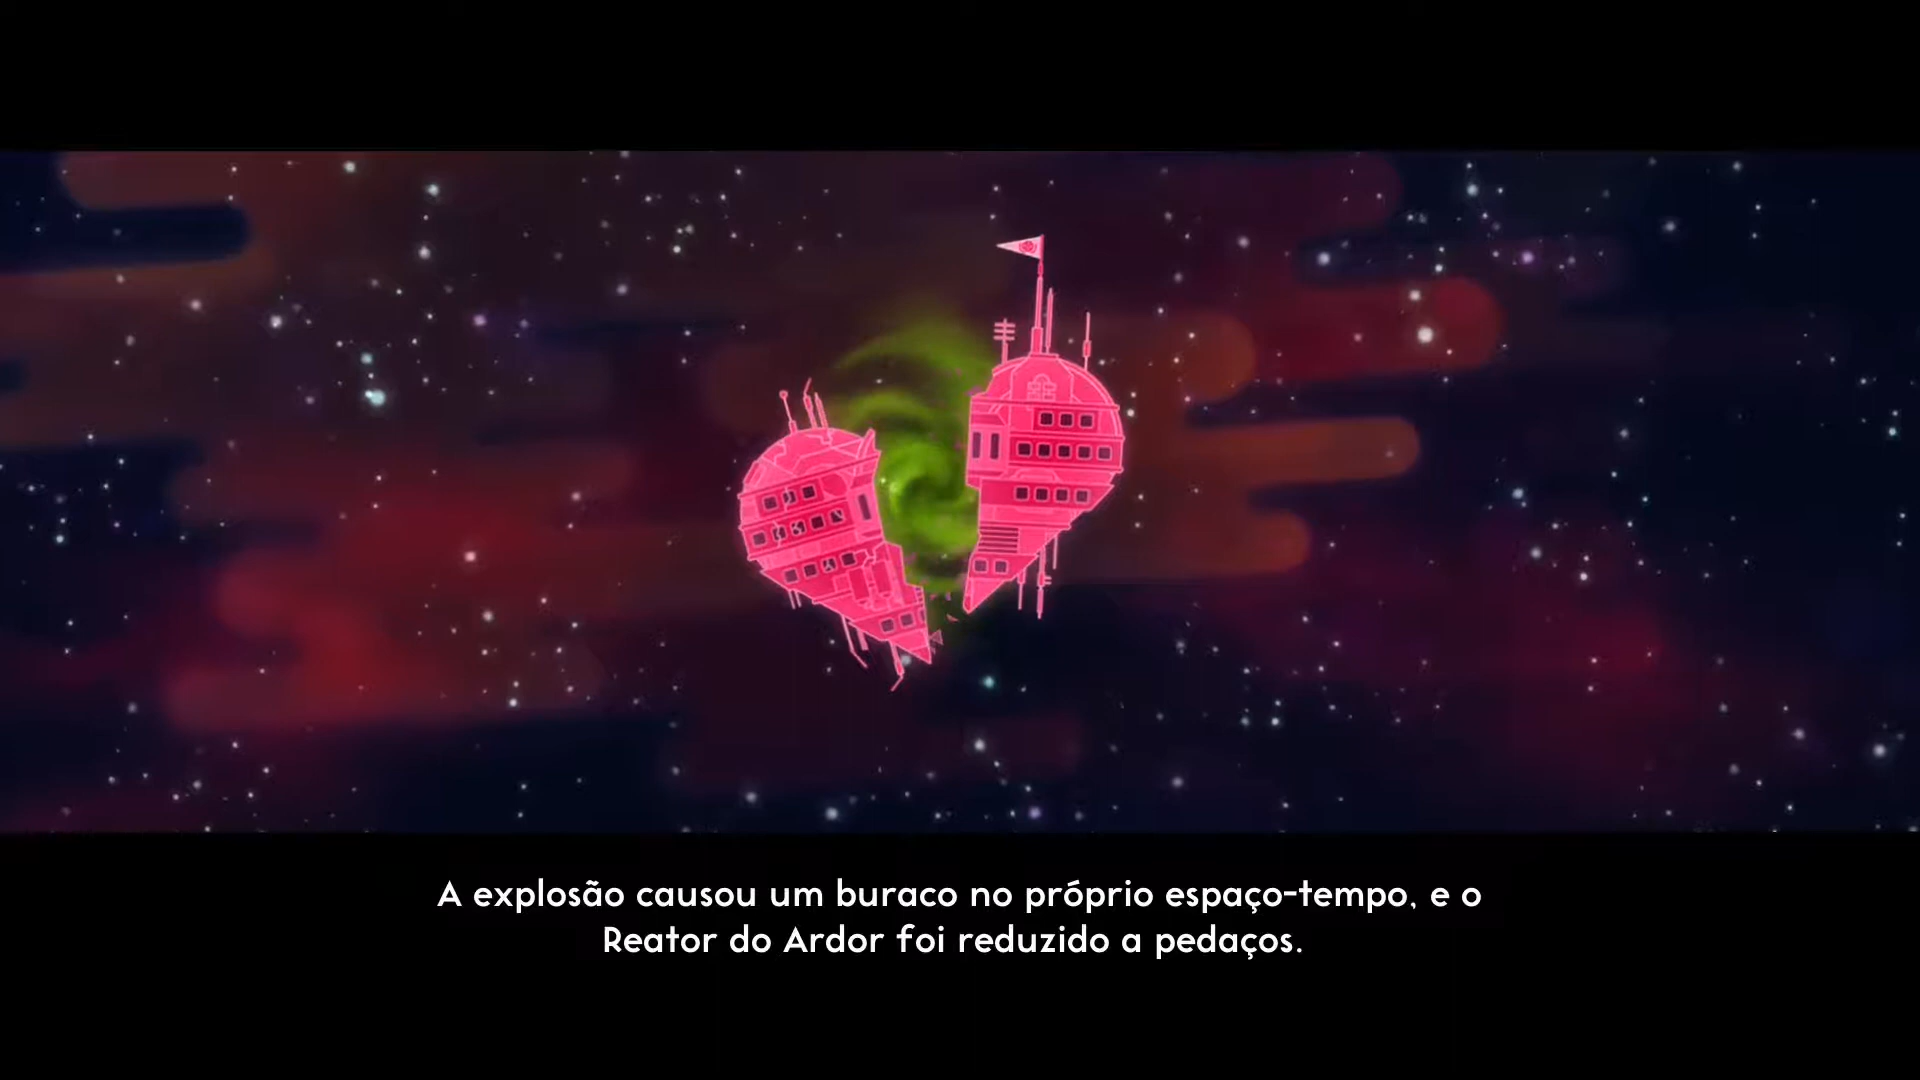 A explosão causou um buraco no próprio espaço-tempo, e o
Reator do Ardor foi reduzido a pedaços.